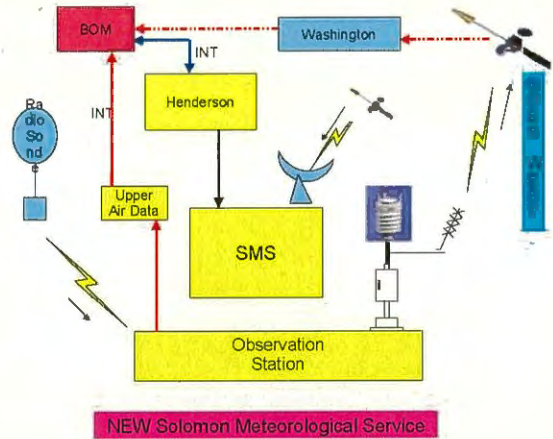 BOM
Washington
INT
Henderson
Ra
dio
So
nd
e
INT
Upper
Air Data
SMS
Observation
Station
NEW Solomon Meteorological Service